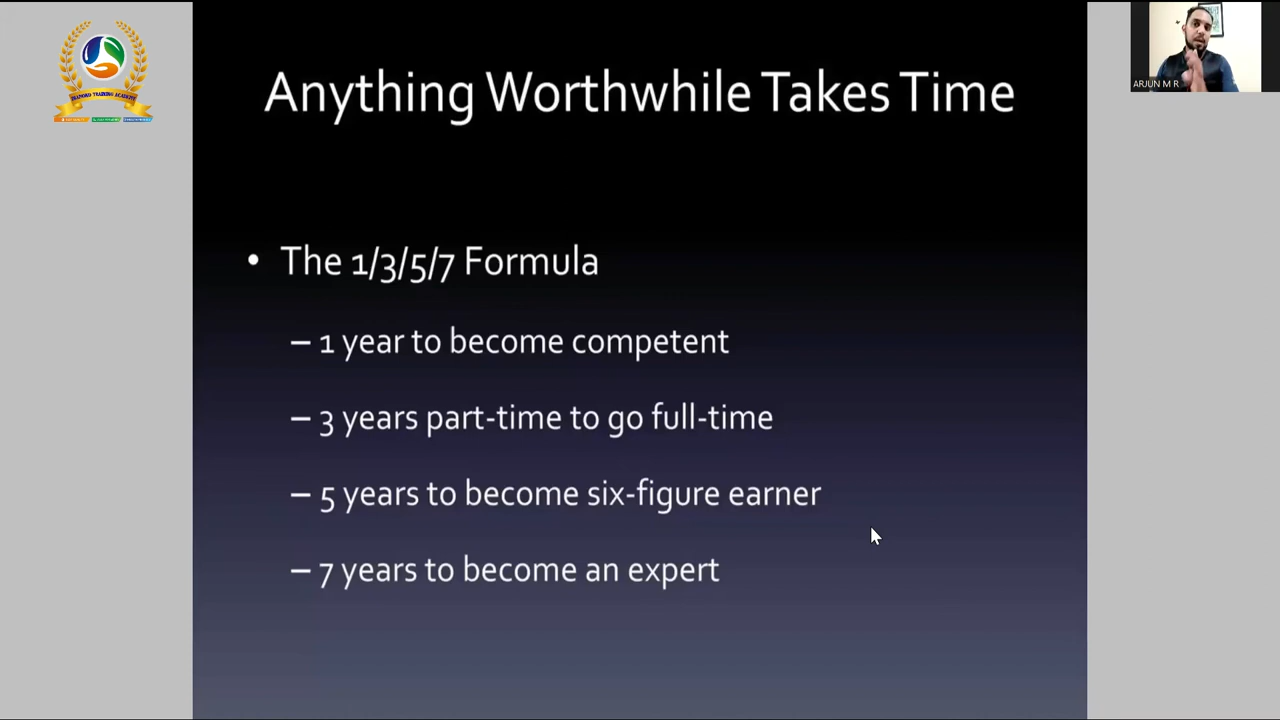 Anything Worthwhile Takes Time
• The 1/3/5/7 Formula
– 1 year to become competent
– 3 years part-time to go full-time
– 5 years to become six-figure earner
– 7 years to become an expert
ARJUN M R